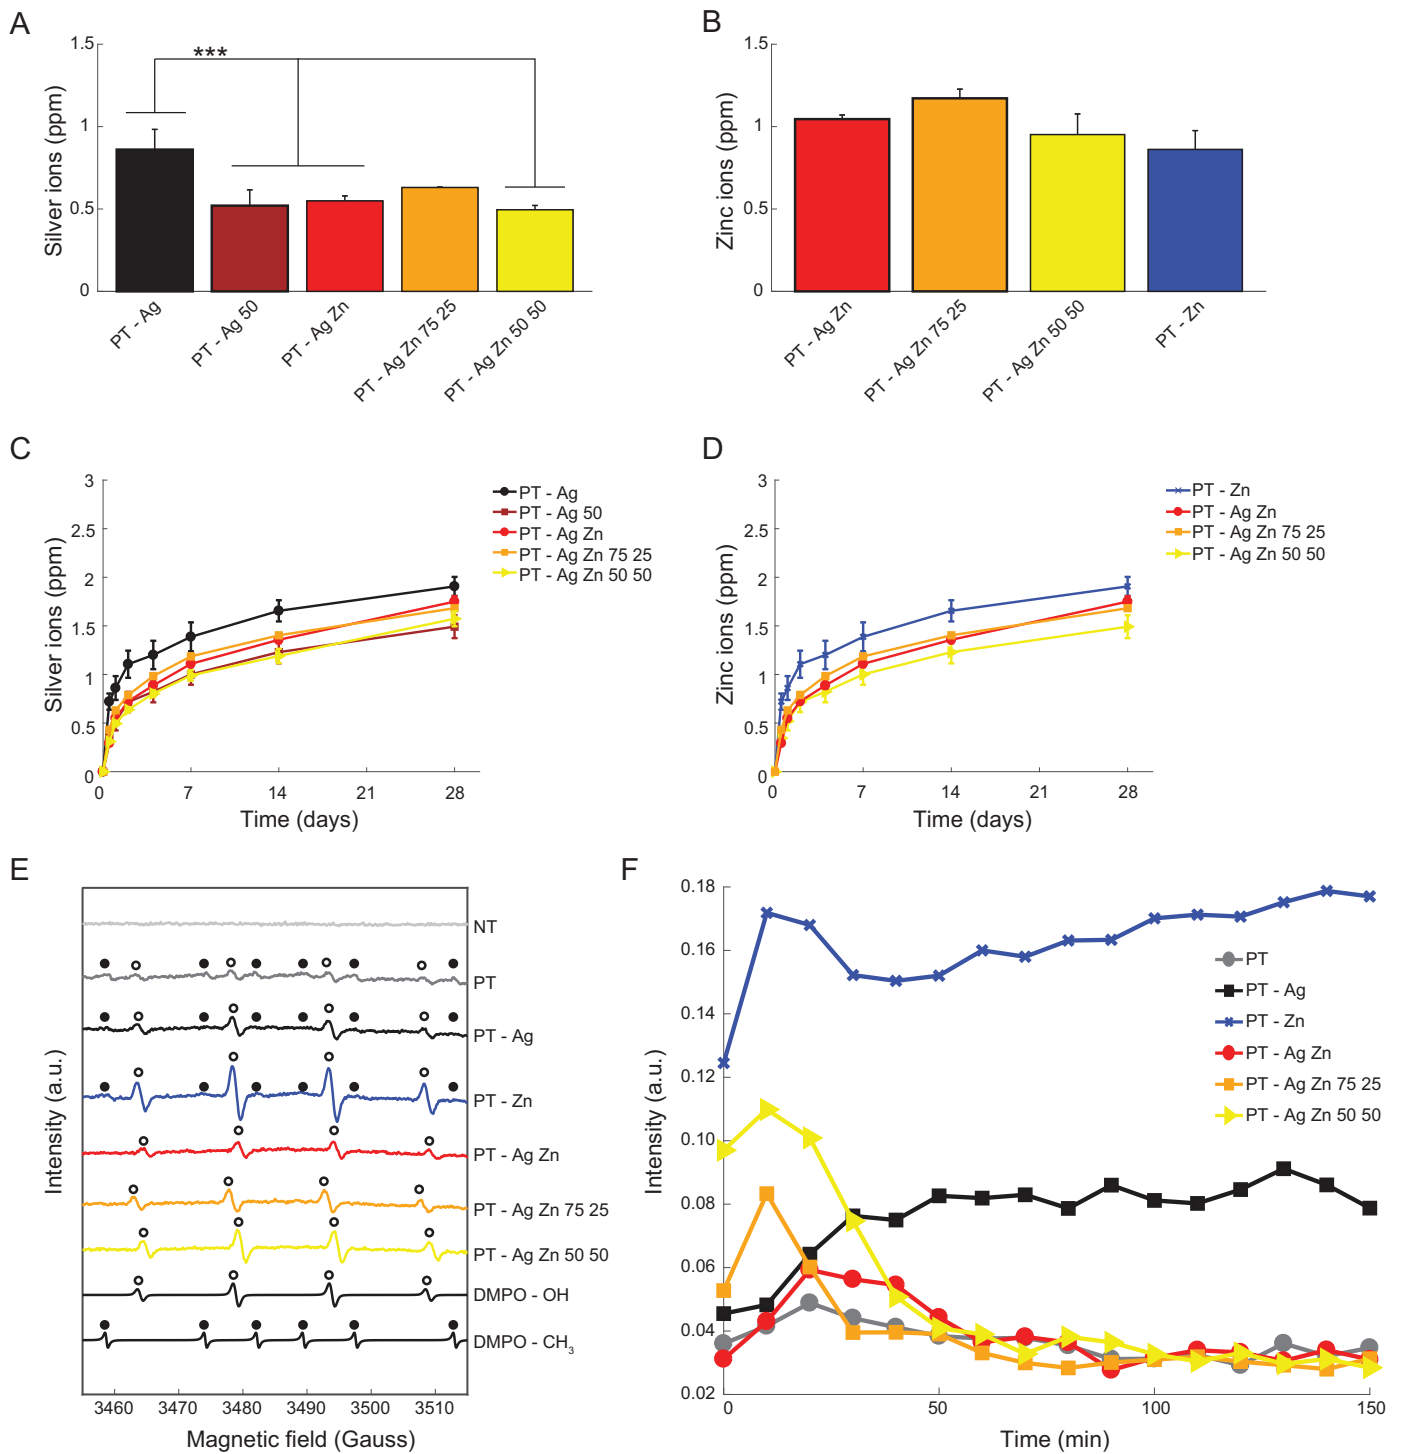 A
1.5
1
0.5
0
Silver ions (ppm)
***
PT - Ag
PT - Ag 50
PT - Ag Zn
PT - Ag Zn 75 25
PT - Ag Zn 50 50
B
1.5
1
0.5
0
Zinc ions (ppm)
PT - Ag Zn
PT - Ag Zn 75 25
PT - Ag Zn 50 50
PT - Zn
C
3
2.5
2
1.5
1
0.5
0
Silver ions (ppm)
0 7 14 21 28
Time (days)
PT - Ag
PT - Ag 50
PT - Ag Zn
PT - Ag Zn 75 25
PT - Ag Zn 50 50
D
3
2.5
2
1.5
1
0.5
0
Zinc ions (ppm)
0 7 14 21 28
Time (days)
PT - Zn
PT - Ag Zn
PT - Ag Zn 75 25
PT - Ag Zn 50 50
E
Intensity (a.u.)
NT
PT
PT - Ag
PT - Zn
PT - Ag Zn
PT - Ag Zn 75 25
PT - Ag Zn 50 50
DMPO - OH
DMPO - CH3
3460 3470 3480 3490 3500 3510
Magnetic field (Gauss)
F
0.18
0.16
0.14
0.12
0.10
0.08
0.06
0.04
0.02
Intensity (a.u.)
0 50 100 150
Time (min)
PT
PT - Ag
PT - Zn
PT - Ag Zn
PT - Ag Zn 75 25
PT - Ag Zn 50 50